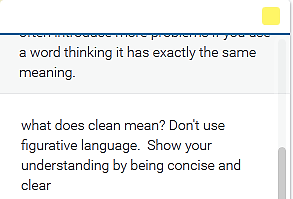 often introduce more problems if you use
a word thinking it has exactly the same
meaning.
what does clean mean? Don't use
figurative language.  Show your
understanding by being concise and
clear